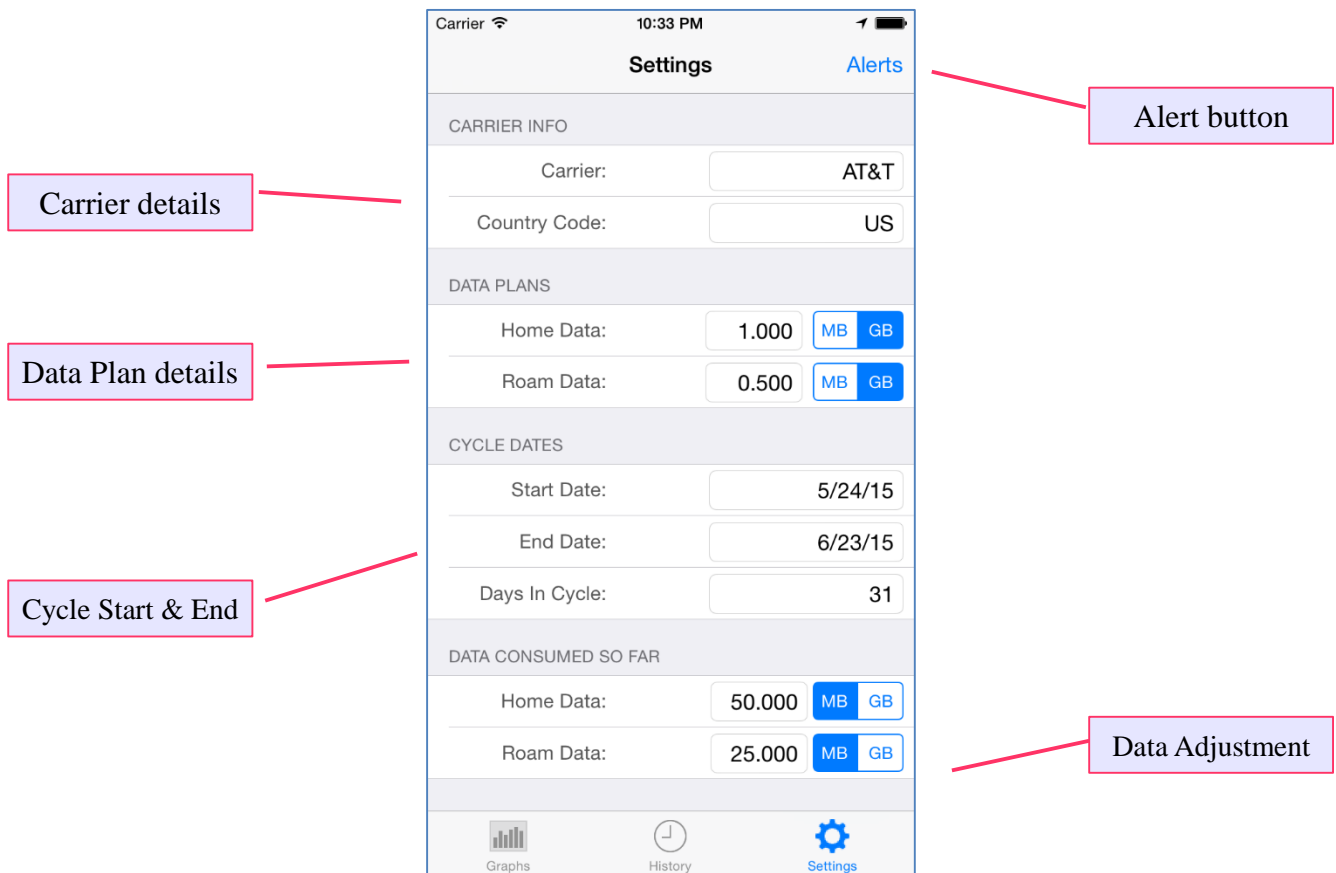 Carrier 10:33 PM
Settings Alerts
Alert button
CARRIER INFO
Carrier: AT&T
Carrier details
Country Code: US
DATA PLANS
Home Data: 1.000 MB GB
Data Plan details
Roam Data: 0.500 MB GB
CYCLE DATES
Start Date: 5/24/15
End Date: 6/23/15
Cycle Start & End
Days In Cycle: 31
DATA CONSUMED SO FAR
Home Data: 50.000 MB GB
Roam Data: 25.000 MB GB
Data Adjustment
Graphs History Settings